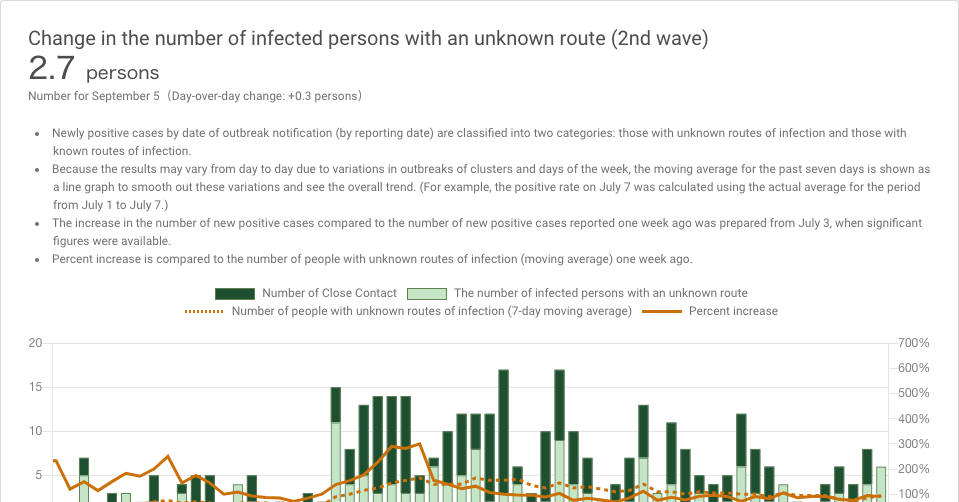 Change in the number of infected persons with an unknown route (2nd wave)
2.7 persons
Number for September 5 （Day-over-day change: +0.3 persons）
• Newly positive cases by date of outbreak notification (by reporting date) are classified into two categories: those with unknown routes of infection and those with
known routes of infection.
• Because the results may vary from day to day due to variations in outbreaks of clusters and days of the week, the moving average for the past seven days is shown as
a line graph to smooth out these variations and see the overall trend. (For example, the positive rate on July 7 was calculated using the actual average for the period
from July 1 to July 7.)
• The increase in the number of new positive cases compared to the number of new positive cases reported one week ago was prepared from July 3, when significant
figures were available.
• Percent increase is compared to the number of people with unknown routes of infection (moving average) one week ago.
Number of Close Contact The number of infected persons with an unknown route
Number of people with unknown routes of infection (7-day moving average) Percent increase
20 700%
600%
15 500%
400%
10 300%
5 200%
100%